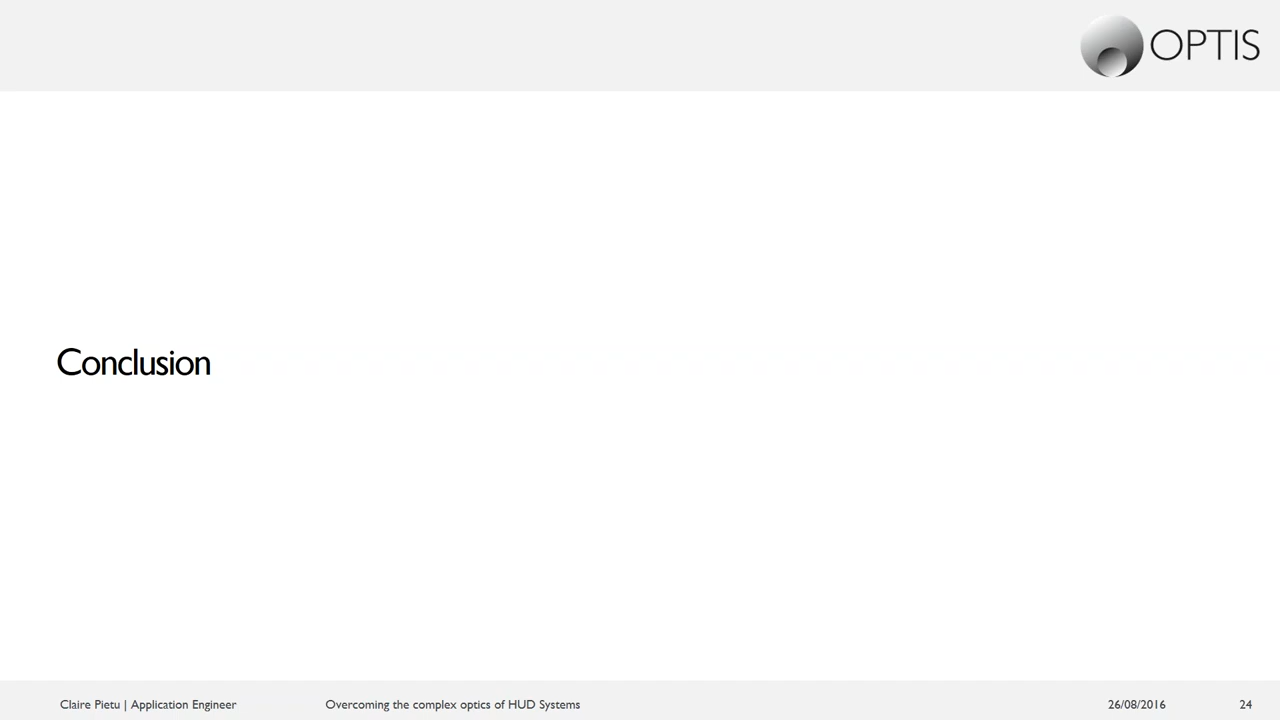 OPTIS
Conclusion
Claire Pietu | Application Engineer
Overcoming the complex optics of HUD Systems
26/08/2016
24